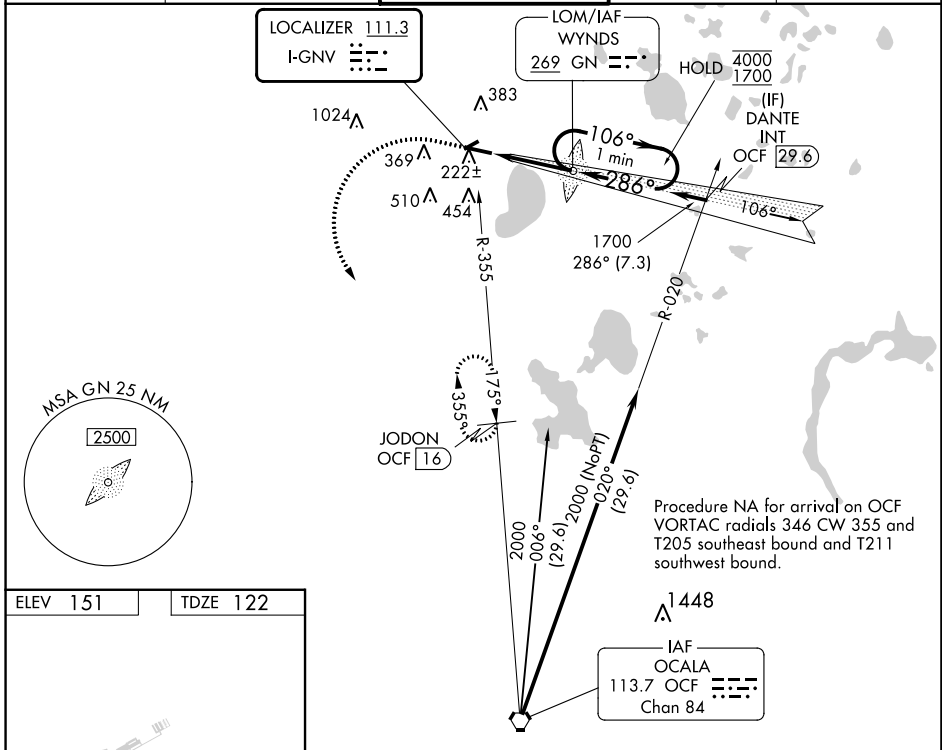 LOCALIZER 111.3
I-GNV
LOM/IAF
WYNDS
269 GN
HOLD 4000
1700
(IF)
DANTE
INT
OCF 29.6
1024
383
369
222±
510
454
106°
1 min
286°
106°
1700
286° (7.3)
R-355
R-020
MSA GN 25 NM
2500
175°
355°
JODON
OCF 16
2000
006°
(29.6)
2000 (NoPT)
020°
(29.6)
Procedure NA for arrival on OCF
VORTAC radials 346 CW 355 and
T205 southeast bound and T211
southwest bound.
1448
IAF
OCALA
113.7 OCF
Chan 84
ELEV 151
TDZE 122